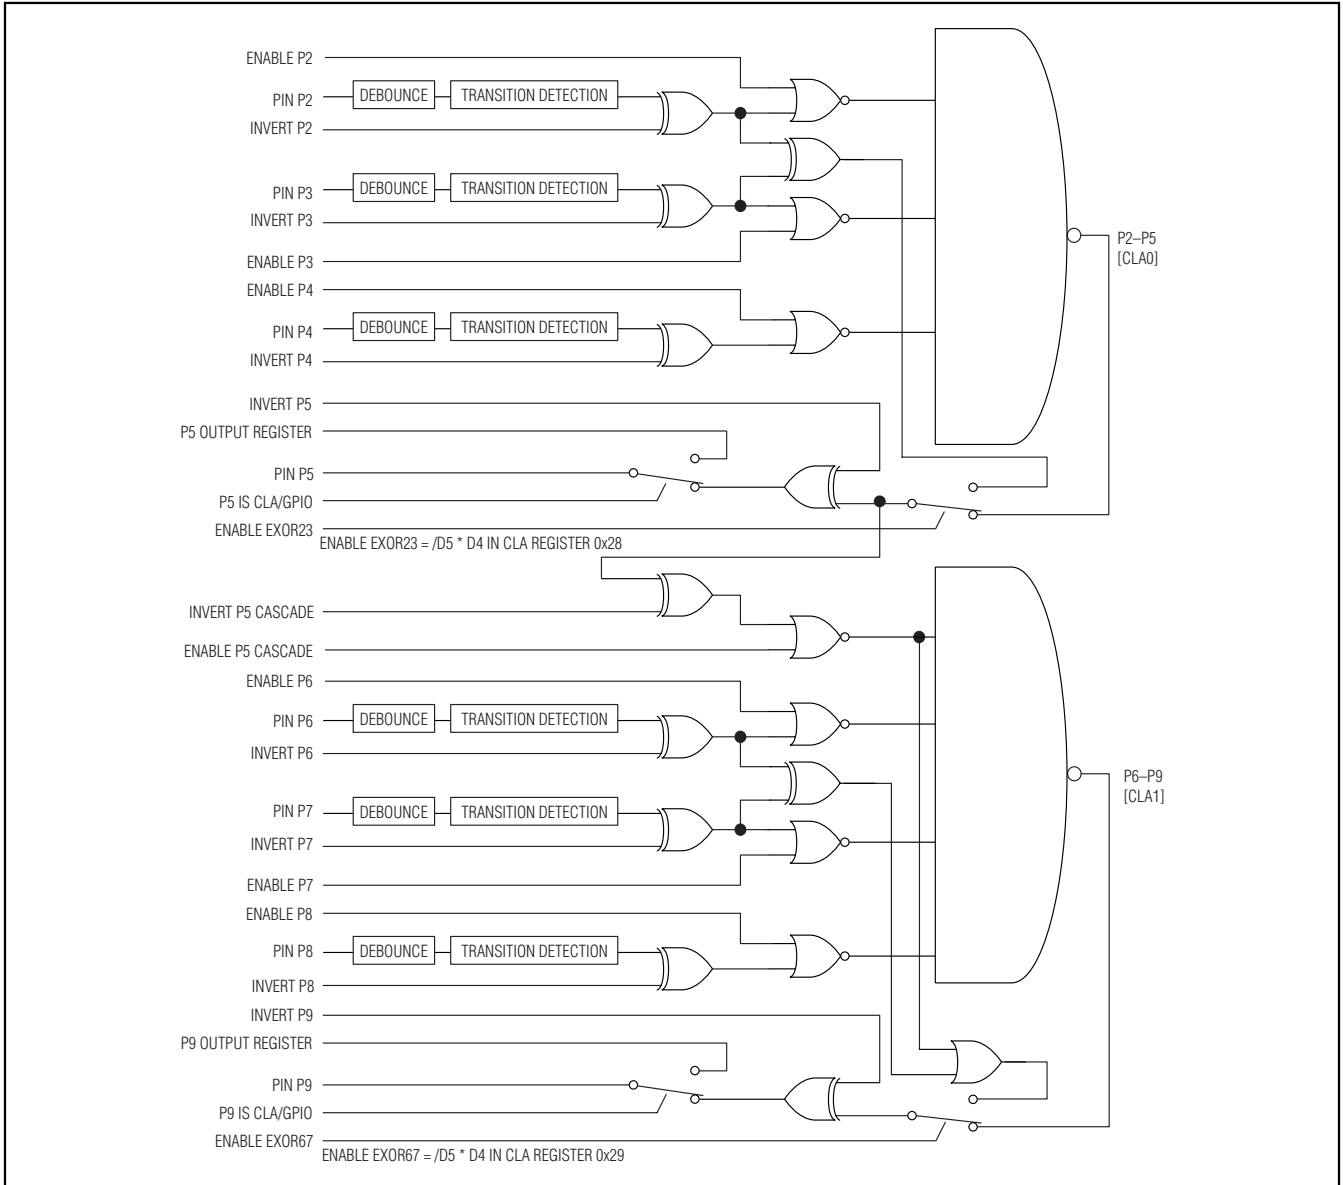 ENABLE P2
PIN P2
DEBOUNCE
TRANSITION DETECTION
INVERT P2
PIN P3
DEBOUNCE
TRANSITION DETECTION
INVERT P3
P2–P5
[CLA0]
ENABLE P3
ENABLE P4
PIN P4
DEBOUNCE
TRANSITION DETECTION
INVERT P4
INVERT P5
P5 OUTPUT REGISTER
PIN P5
P5 IS CLA/GPIO
ENABLE EXOR23
ENABLE EXOR23 = /D5 * D4 IN CLA REGISTER 0x28
INVERT P5 CASCADE
ENABLE P5 CASCADE
ENABLE P6
PIN P6
DEBOUNCE
TRANSITION DETECTION
INVERT P6
P6–P9
[CLA1]
PIN P7
DEBOUNCE
TRANSITION DETECTION
INVERT P7
ENABLE P7
ENABLE P8
PIN P8
DEBOUNCE
TRANSITION DETECTION
INVERT P8
INVERT P9
P9 OUTPUT REGISTER
PIN P9
P9 IS CLA/GPIO
ENABLE EXOR67
ENABLE EXOR67 = /D5 * D4 IN CLA REGISTER 0x29